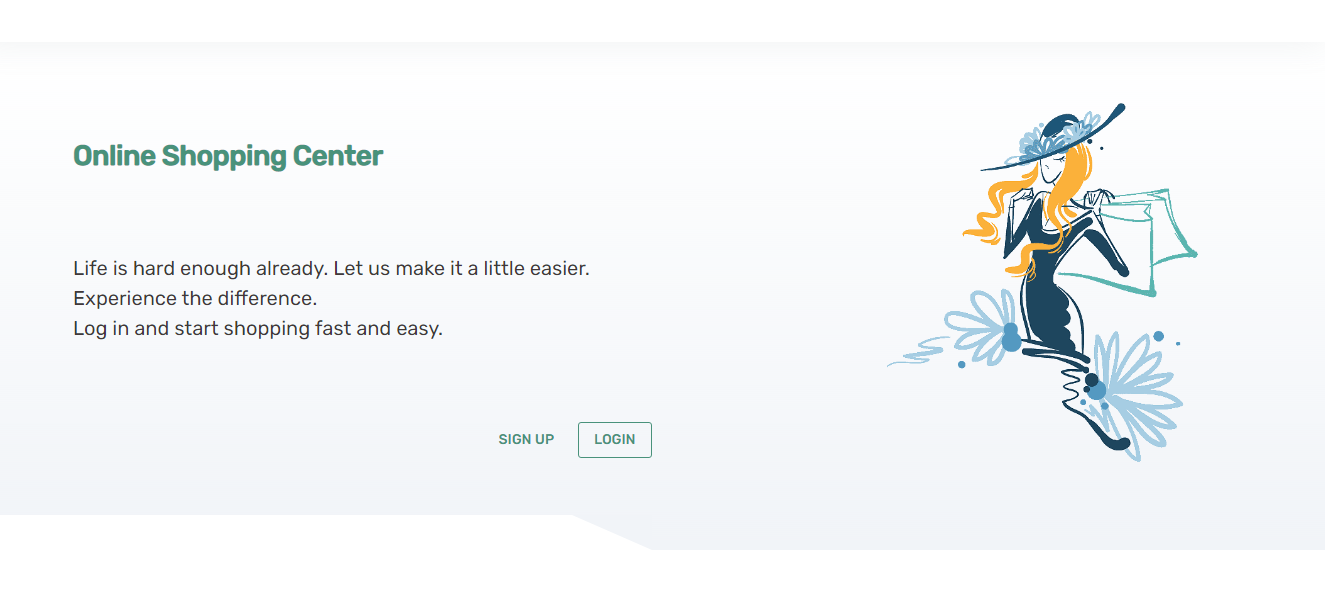 Online Shopping Center
Life is hard enough already. Let us make it a little easier.
Experience the difference.
Log in and start shopping fast and easy.
SIGN UP
LOGIN